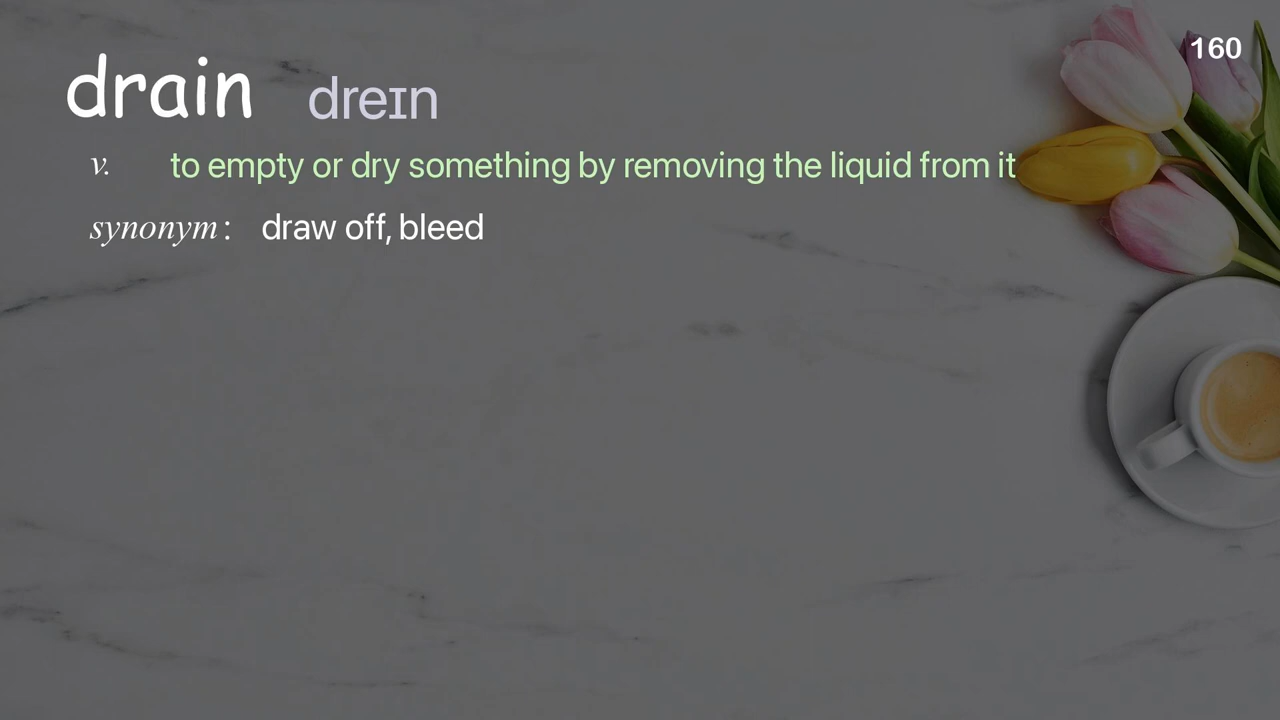 160
drain dreɪn
v. to empty or dry something by removing the liquid from it
synonym: draw off, bleed